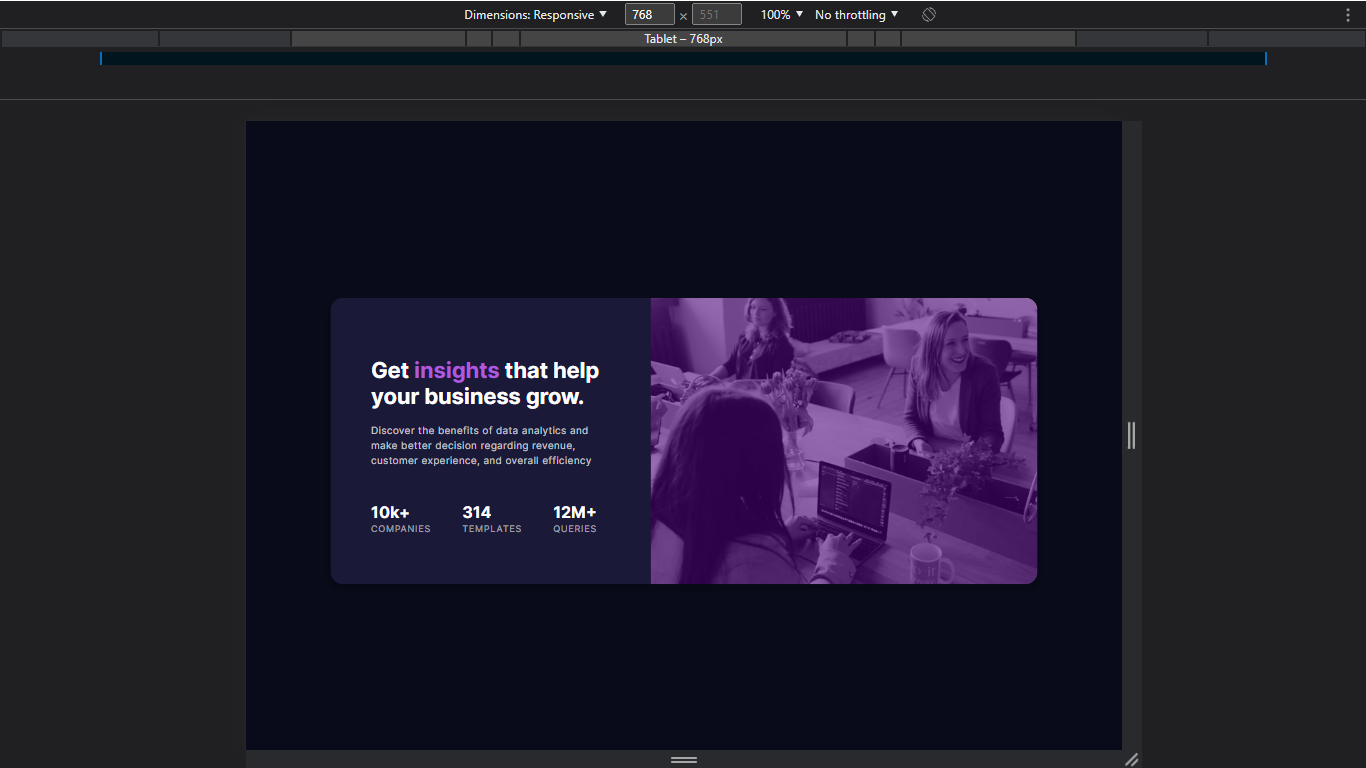 Dimensions: Responsive ▼ 768 × 551 100% ▼ No throttling ▼
Tablet – 768px
Get insights that help
your business grow.
Discover the benefits of data analytics and
make better decision regarding revenue,
customer experience, and overall efficiency
10k+ 314 12M+
COMPANIES TEMPLATES QUERIES